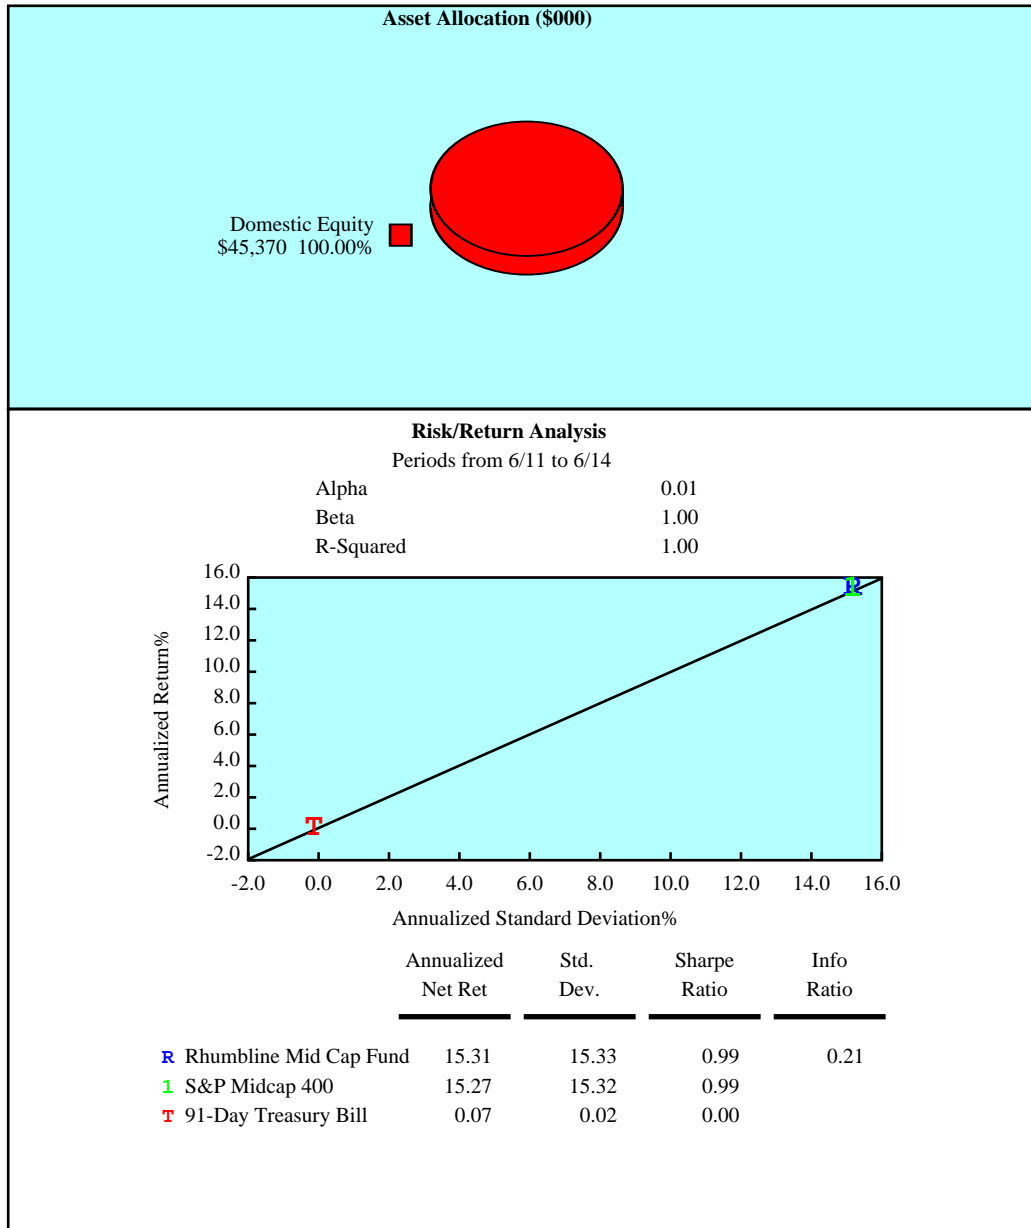 Asset Allocation ($000)
Domestic Equity
$45,370 100.00%
Risk/Return Analysis
Periods from 6/11 to 6/14
Alpha 0.01
Beta 1.00
R-Squared 1.00
Annualized Return%
16.0
14.0
12.0
10.0
8.0
6.0
4.0
2.0
0.0
-2.0
R
1
T
-2.0 0.0 2.0 4.0 6.0 8.0 10.0 12.0 14.0 16.0
Annualized Standard Deviation%
Annualized Std. Sharpe Info
Net Ret Dev. Ratio Ratio
R Rhumbline Mid Cap Fund 15.31 15.33 0.99 0.21
1 S&P Midcap 400 15.27 15.32 0.99
T 91-Day Treasury Bill 0.07 0.02 0.00